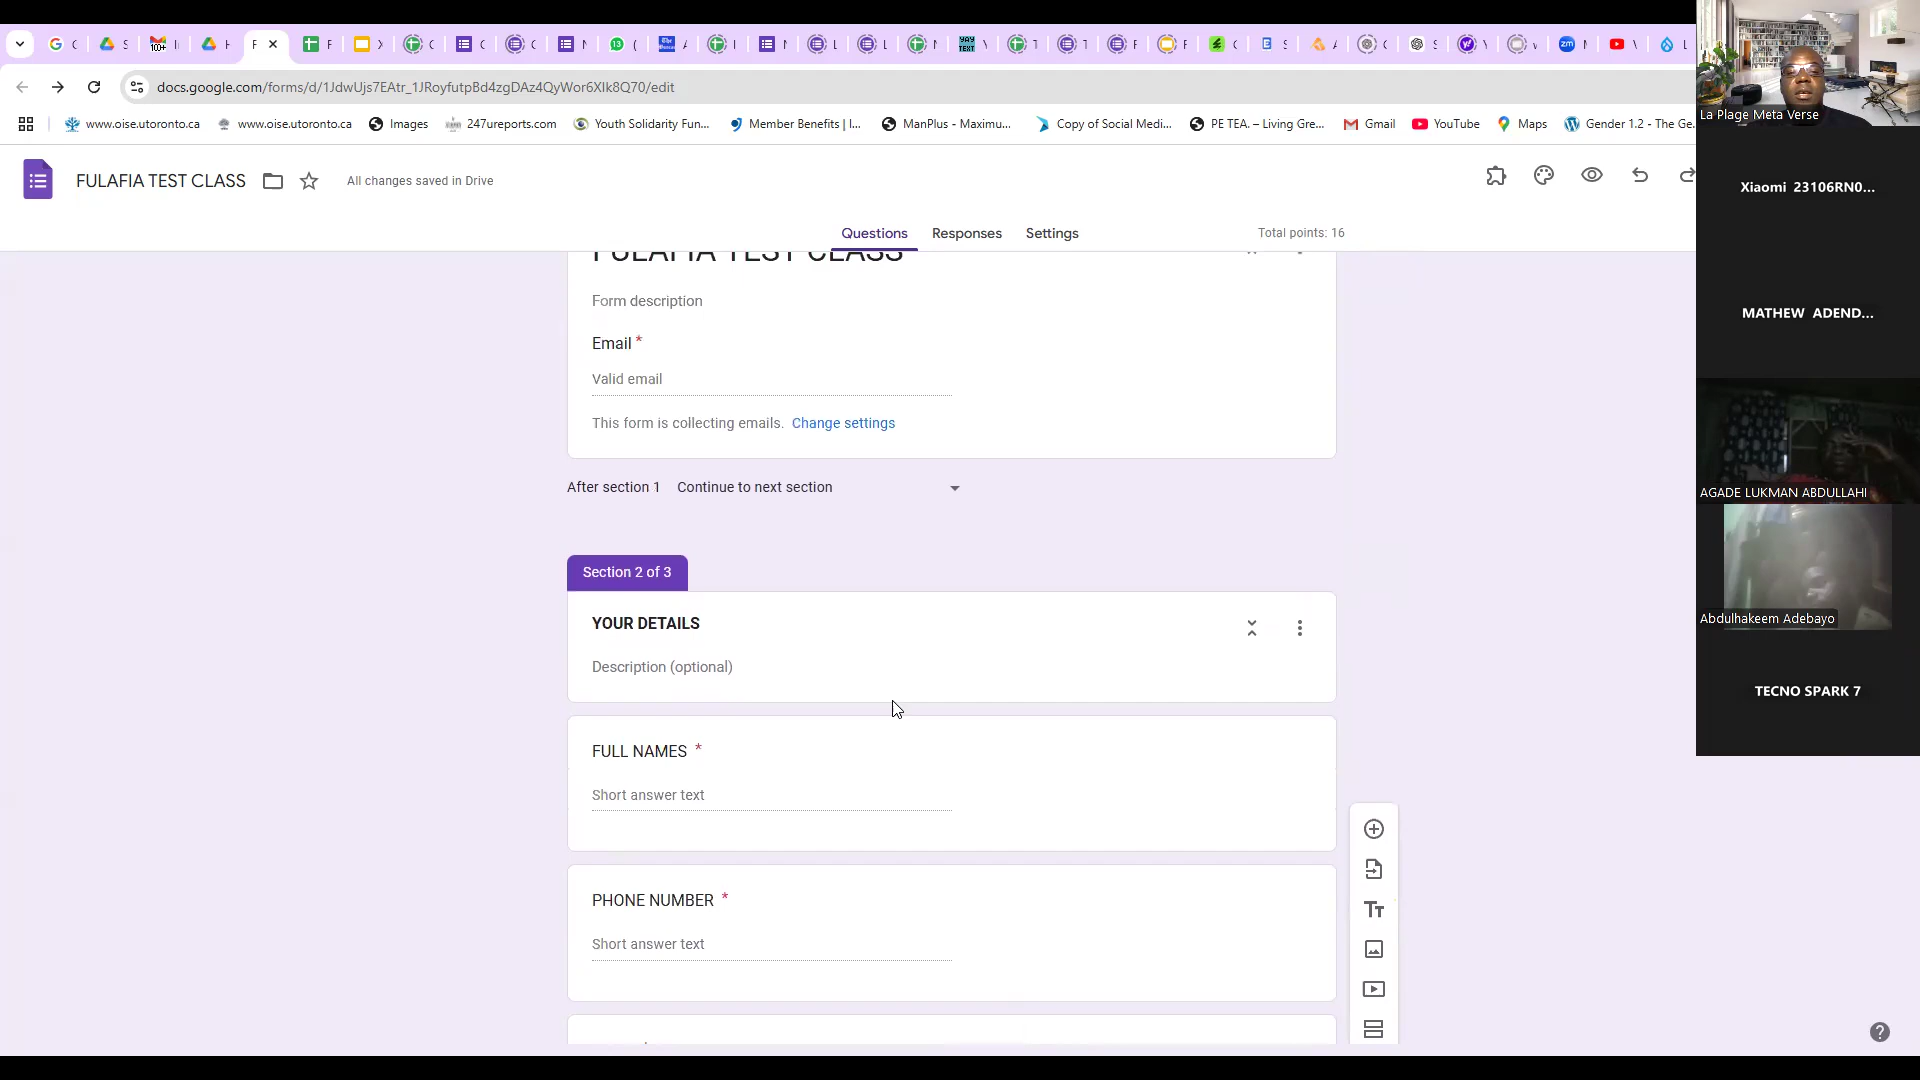 docs.google.com/forms/d/1JdwUjs7EAtr_1JRoyfutpBd4zgDAz4QyWor6XIk8Q70/edit
www.oise.utoronto.ca
www.oise.utoronto.ca
Images
247ureports.com
Youth Solidarity Fun...
Member Benefits | I...
ManPlus - Maximu...
Copy of Social Medi...
PE TEA. – Living Gre...
Gmail
YouTube
Maps
Gender 1.2 - The Ge.
FULAFIA TEST CLASS
All changes saved in Drive
Questions
Responses
Settings
Total points: 16
FULAFIA TEST CLASS
Form description
Email *
Valid email
This form is collecting emails. Change settings
After section 1 Continue to next section
Section 2 of 3
YOUR DETAILS
Description (optional)
FULL NAMES *
Short answer text
PHONE NUMBER *
Short answer text
La Plage Meta Verse
Xiaomi 23106RN0...
MATHEW ADEND...
AGADE LUKMAN ABDULLAHI
Abdulhakeem Adebayo
TECNO SPARK 7